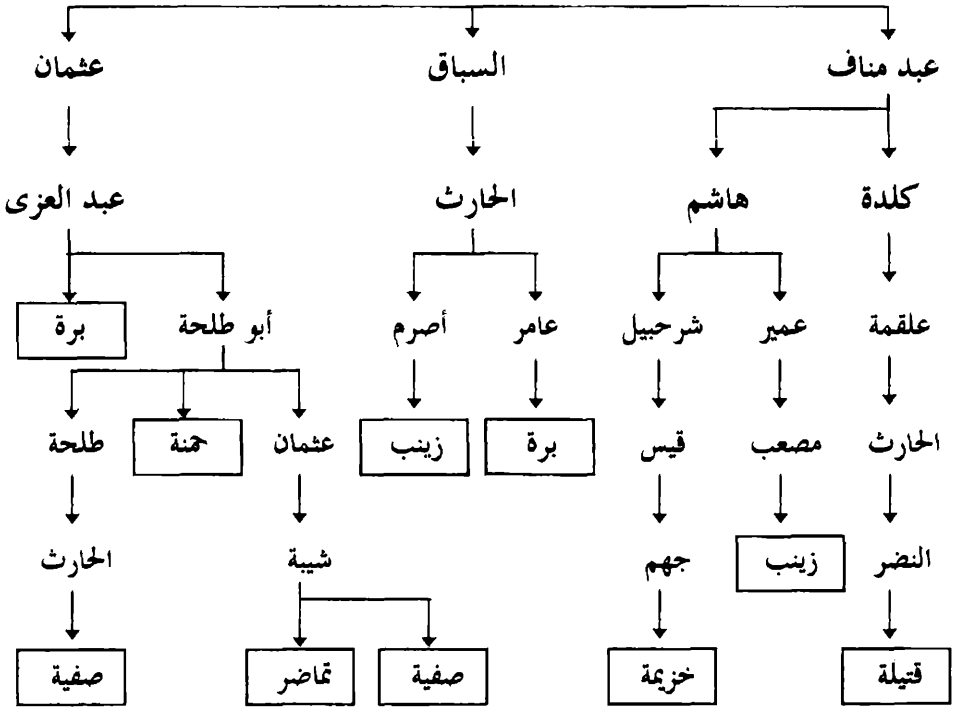 عبد مناف السباق عثمان
كلدة هاشم الحارث عبد العزى
علقمة عمير شرحبيل عامر أصرم أبو طلحة برة
الحارث مصعب قيس برة زينب عثمان حمنة طلحة
النضر زينب جهم شيبة الحارث
قتيلة خزيمة صفية تماضر صفية